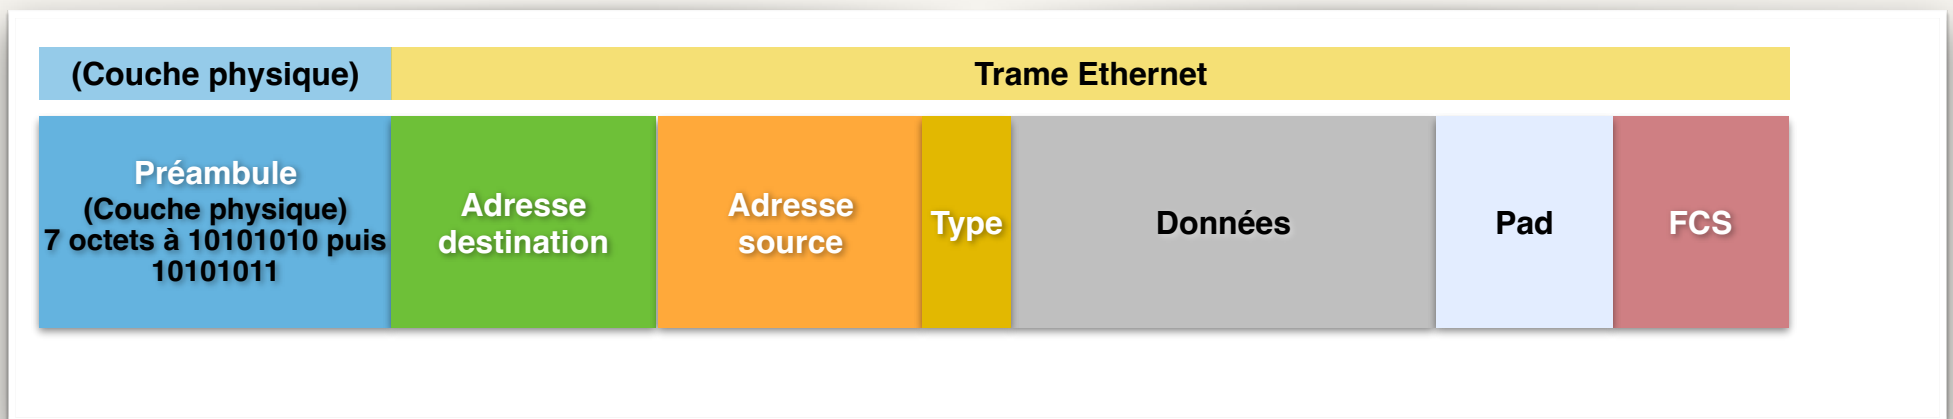 (Couche physique)
Trame Ethernet
Préambule
(Couche physique)
7 octets à 10101010 puis
10101011
Adresse
destination
Adresse
source
Type
Données
Pad
FCS